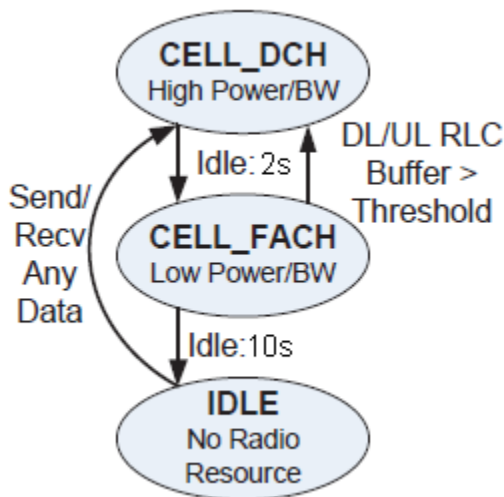 CELL_DCH
High Power/BW
Idle: 2s
DL/UL RLC
Buffer >
Threshold
Send/
Recv
Any
Data
CELL_FACH
Low Power/BW
Idle:10s
IDLE
No Radio
Resource